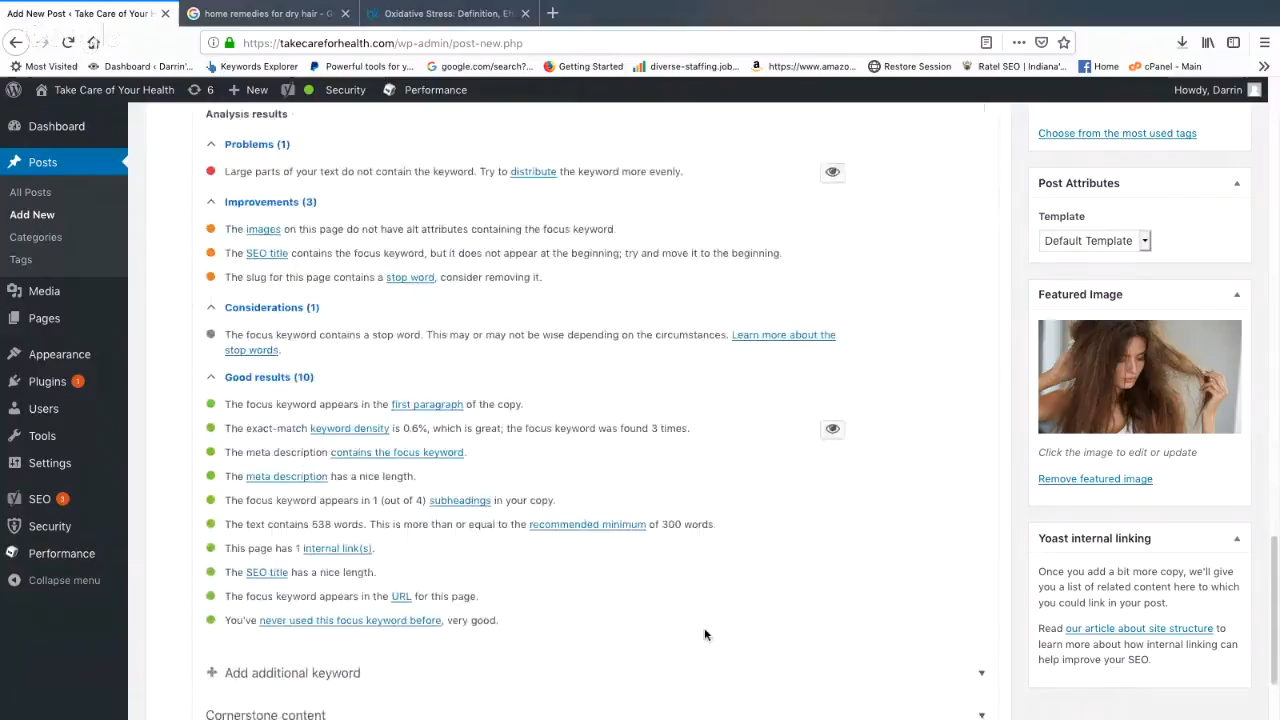 Add New Post ‹ Take Care of Your H
home remedies for dry hair - G
Oxidative Stress: Definition, Eff
https://takecareforhealth.com/wp-admin/post-new.php
Most Visited
Dashboard ‹ Darrin'...
Keywords Explorer
Powerful tools for y...
google.com/search?...
Getting Started
diverse-staffing.job...
https://www.amazo...
Restore Session
Ratel SEO | Indiana'...
Home
cPanel - Main
Take Care of Your Health
6
New
Security
Performance
Howdy, Darrin
Dashboard
Posts
All Posts
Add New
Categories
Tags
Media
Pages
Appearance
Plugins 1
Users
Tools
Settings
SEO 1
Security
Performance
Collapse menu
Analysis results
Problems (1)
Large parts of your text do not contain the keyword. Try to distribute the keyword more evenly.
Improvements (3)
The images on this page do not have alt attributes containing the focus keyword.
The SEO title contains the focus keyword, but it does not appear at the beginning; try and move it to the beginning.
The slug for this page contains a stop word, consider removing it.
Considerations (1)
The focus keyword contains a stop word. This may or may not be wise depending on the circumstances. Learn more about the
stop words.
Good results (10)
The focus keyword appears in the first paragraph of the copy.
The exact-match keyword density is 0.6%, which is great; the focus keyword was found 3 times.
The meta description contains the focus keyword.
The meta description has a nice length.
The focus keyword appears in 1 (out of 4) subheadings in your copy.
The text contains 538 words. This is more than or equal to the recommended minimum of 300 words.
This page has 1 internal link(s).
The SEO title has a nice length.
The focus keyword appears in the URL for this page.
You've never used this focus keyword before, very good.
Add additional keyword
Cornerstone content
Choose from the most used tags
Post Attributes
Template
Default Template
Featured Image
Click the image to edit or update
Remove featured image
Yoast internal linking
Once you add a bit more copy, we'll give
you a list of related content here to which
you could link in your post.
Read our article about site structure to
learn more about how internal linking can
help improve your SEO.